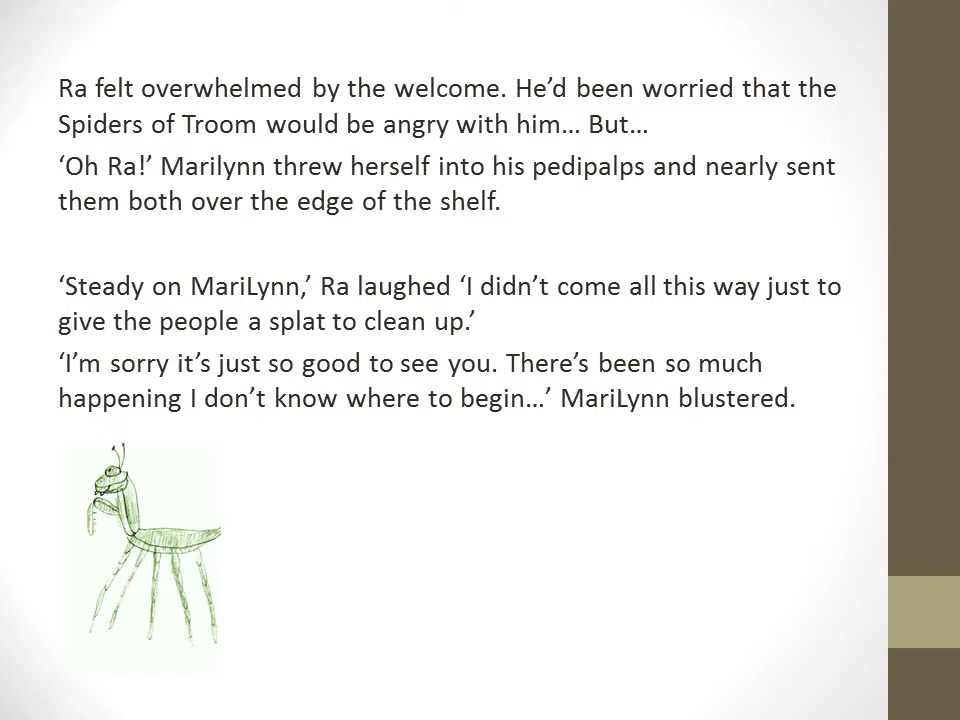 Ra felt overwhelmed by the welcome. He’d been worried that the
Spiders of Troom would be angry with him… But…
‘Oh Ra!’ Marilynn threw herself into his pedipalps and nearly sent
them both over the edge of the shelf.
‘Steady on MariLynn,’ Ra laughed ‘I didn’t come all this way just to
give the people a splat to clean up.’
‘I’m sorry it’s just so good to see you. There’s been so much
happening I don’t know where to begin…’ MariLynn blustered.